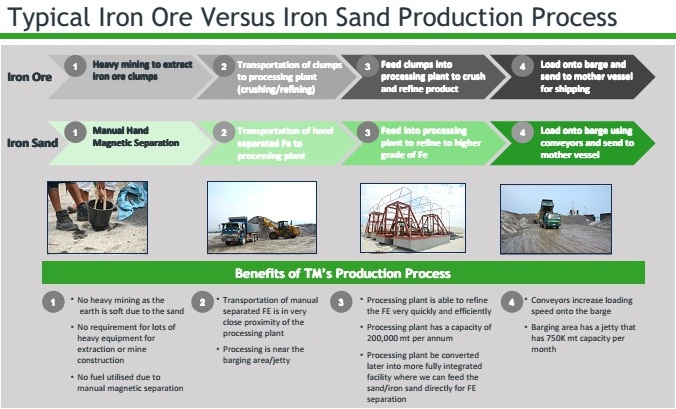 Typical Iron Ore Versus Iron Sand Production Process
Iron Ore
1
Heavy mining to extract
iron ore clumps
2
Transportation of clumps
to processing plant
(crushing/refining)
3
Feed clumps into
processing plant to crush
and refine product
4
Load onto barge and
send to mother vessel
for shipping
Iron Sand
1
Manual Hand
Magnetic Separation
2
Transportation of hand
separated Fe to
processing plant
3
Feed into processing
plant to refine to higher
grade of Fe
4
Load onto barge using
conveyors and send to
mother vessel
Benefits of TM's Production Process
1
• No heavy mining as the
earth is soft due to the sand
• No requirement for lots of
heavy equipment for
extraction or mine
construction
• No fuel utilised due to
manual magnetic separation
2
• Transportation of manual
separated FE is in very
close proximity of the
processing plant
• Processing is near the
barging area/jetty
3
• Processing plant is able to refine
the FE very quickly and efficiently
• Processing plant has a capacity of
200,000 mt per annum
• Processing plant be converted
later into more fully integrated
facility where we can feed the
sand/iron sand directly for FE
separation
4
• Conveyors increase loading
speed onto the barge
• Barging area has a jetty that
has 750K mt capacity per
month